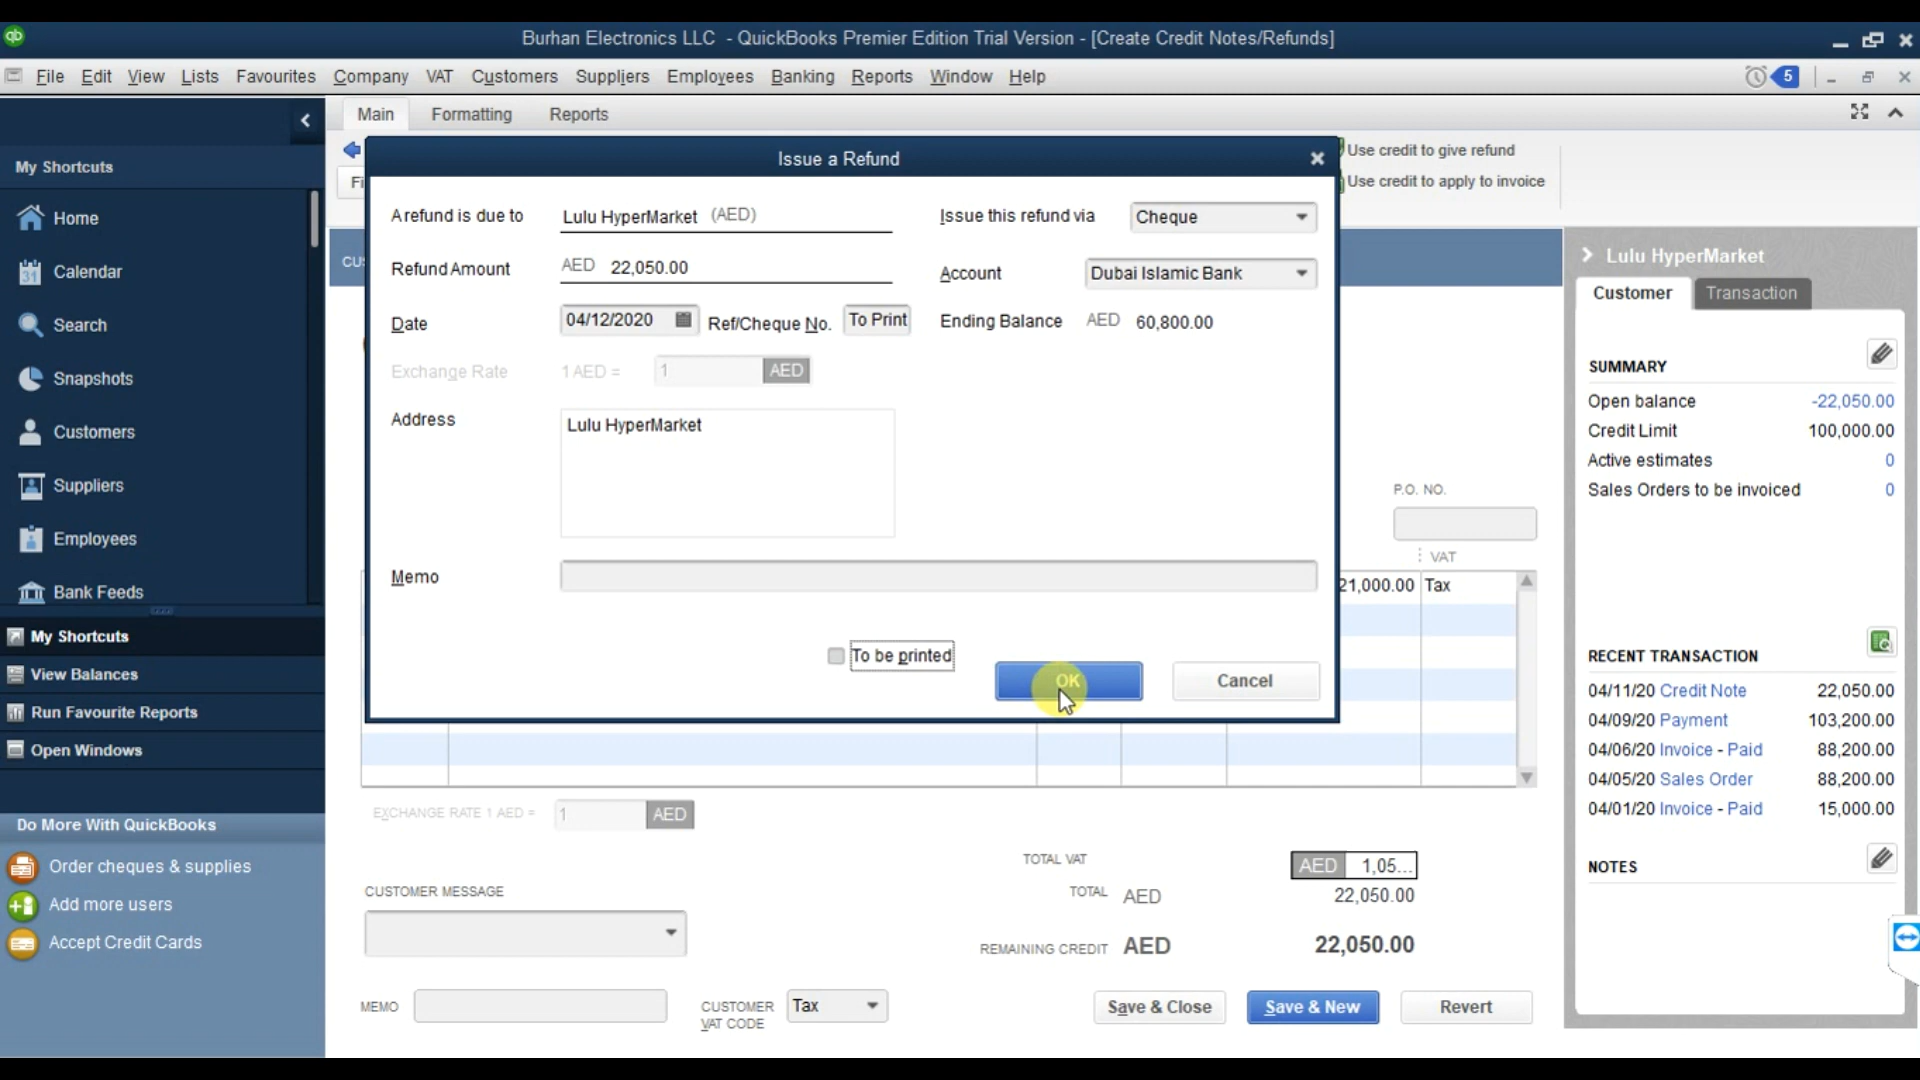 qb
Burhan Electronics LLC - QuickBooks Premier Edition Trial Version - [Create Credit Notes/Refunds]
File Edit View Lists Favourites Company VAT Customers Suppliers Employees Banking Reports Window Help 5
Main Formatting Reports
My Shortcuts
Home
31 Calendar
Search
Snapshots
Customers
Suppliers
Employees
Bank Feeds
My Shortcuts
View Balances
Run Favourite Reports
Open Windows
Do More With QuickBooks
Order cheques & supplies
Add more users
Accept Credit Cards
Use credit to give refund
Use credit to apply to invoice
Issue a Refund
A refund is due to Lulu HyperMarket (AED) Issue this refund via Cheque
Refund Amount AED 22,050.00 Account Dubai Islamic Bank
Date 04/12/2020 Ref/Cheque No. To Print Ending Balance AED 60,800.00
Exchange Rate 1 AED = 1 AED
Address Lulu HyperMarket
Memo
To be printed
OK Cancel
P.O. NO.
VAT
21,000.00 Tax
EXCHANGE RATE 1 AED = 1 AED
TOTAL VAT AED 1,05...
CUSTOMER MESSAGE TOTAL AED 22,050.00
REMAINING CREDIT AED 22,050.00
MEMO CUSTOMER VAT CODE Tax Save & Close Save & New Revert
Lulu HyperMarket
Customer Transaction
SUMMARY
Open balance -22,050.00
Credit Limit 100,000.00
Active estimates 0
Sales Orders to be invoiced 0
RECENT TRANSACTION
04/11/20 Credit Note 22,050.00
04/09/20 Payment 103,200.00
04/06/20 Invoice - Paid 88,200.00
04/05/20 Sales Order 88,200.00
04/01/20 Invoice - Paid 15,000.00
NOTES